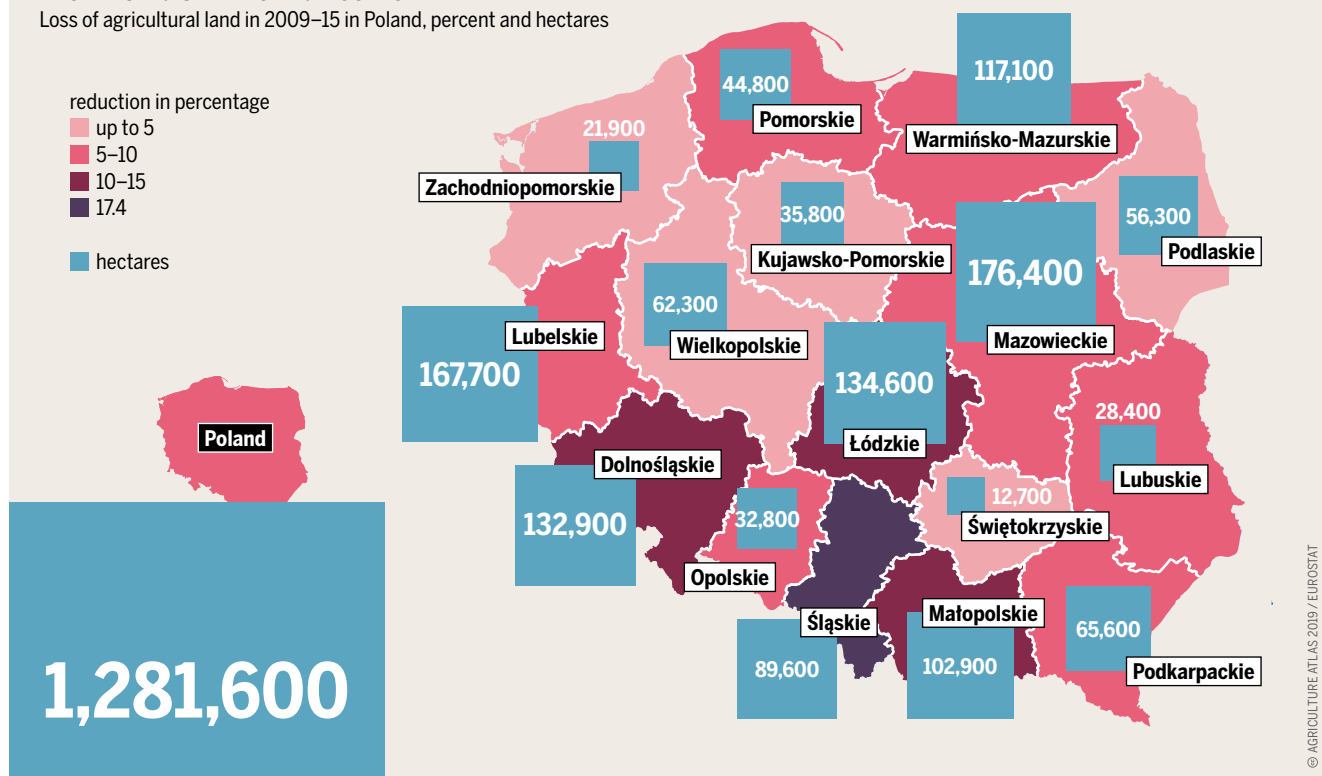 Loss of agricultural land in 2009–15 in Poland, percent and hectares
reduction in percentage
up to 5
5–10
10–15
17.4
hectares
44,800
Pomorskie
117,100
Warmińsko-Mazurskie
21,900
Zachodniopomorskie
35,800
Kujawsko-Pomorskie
56,300
Podlaskie
176,400
Mazowieckie
62,300
Wielkopolskie
Lubelskie
167,700
134,600
Łódzkie
28,400
Lubuskie
Poland
1,281,600
Dolnośląskie
132,900
32,800
Opolskie
12,700
Świętokrzyskie
Śląskie
89,600
Małopolskie
102,900
65,600
Podkarpackie
cc AGRICULTURE ATLAS 2019 / EUROSTAT